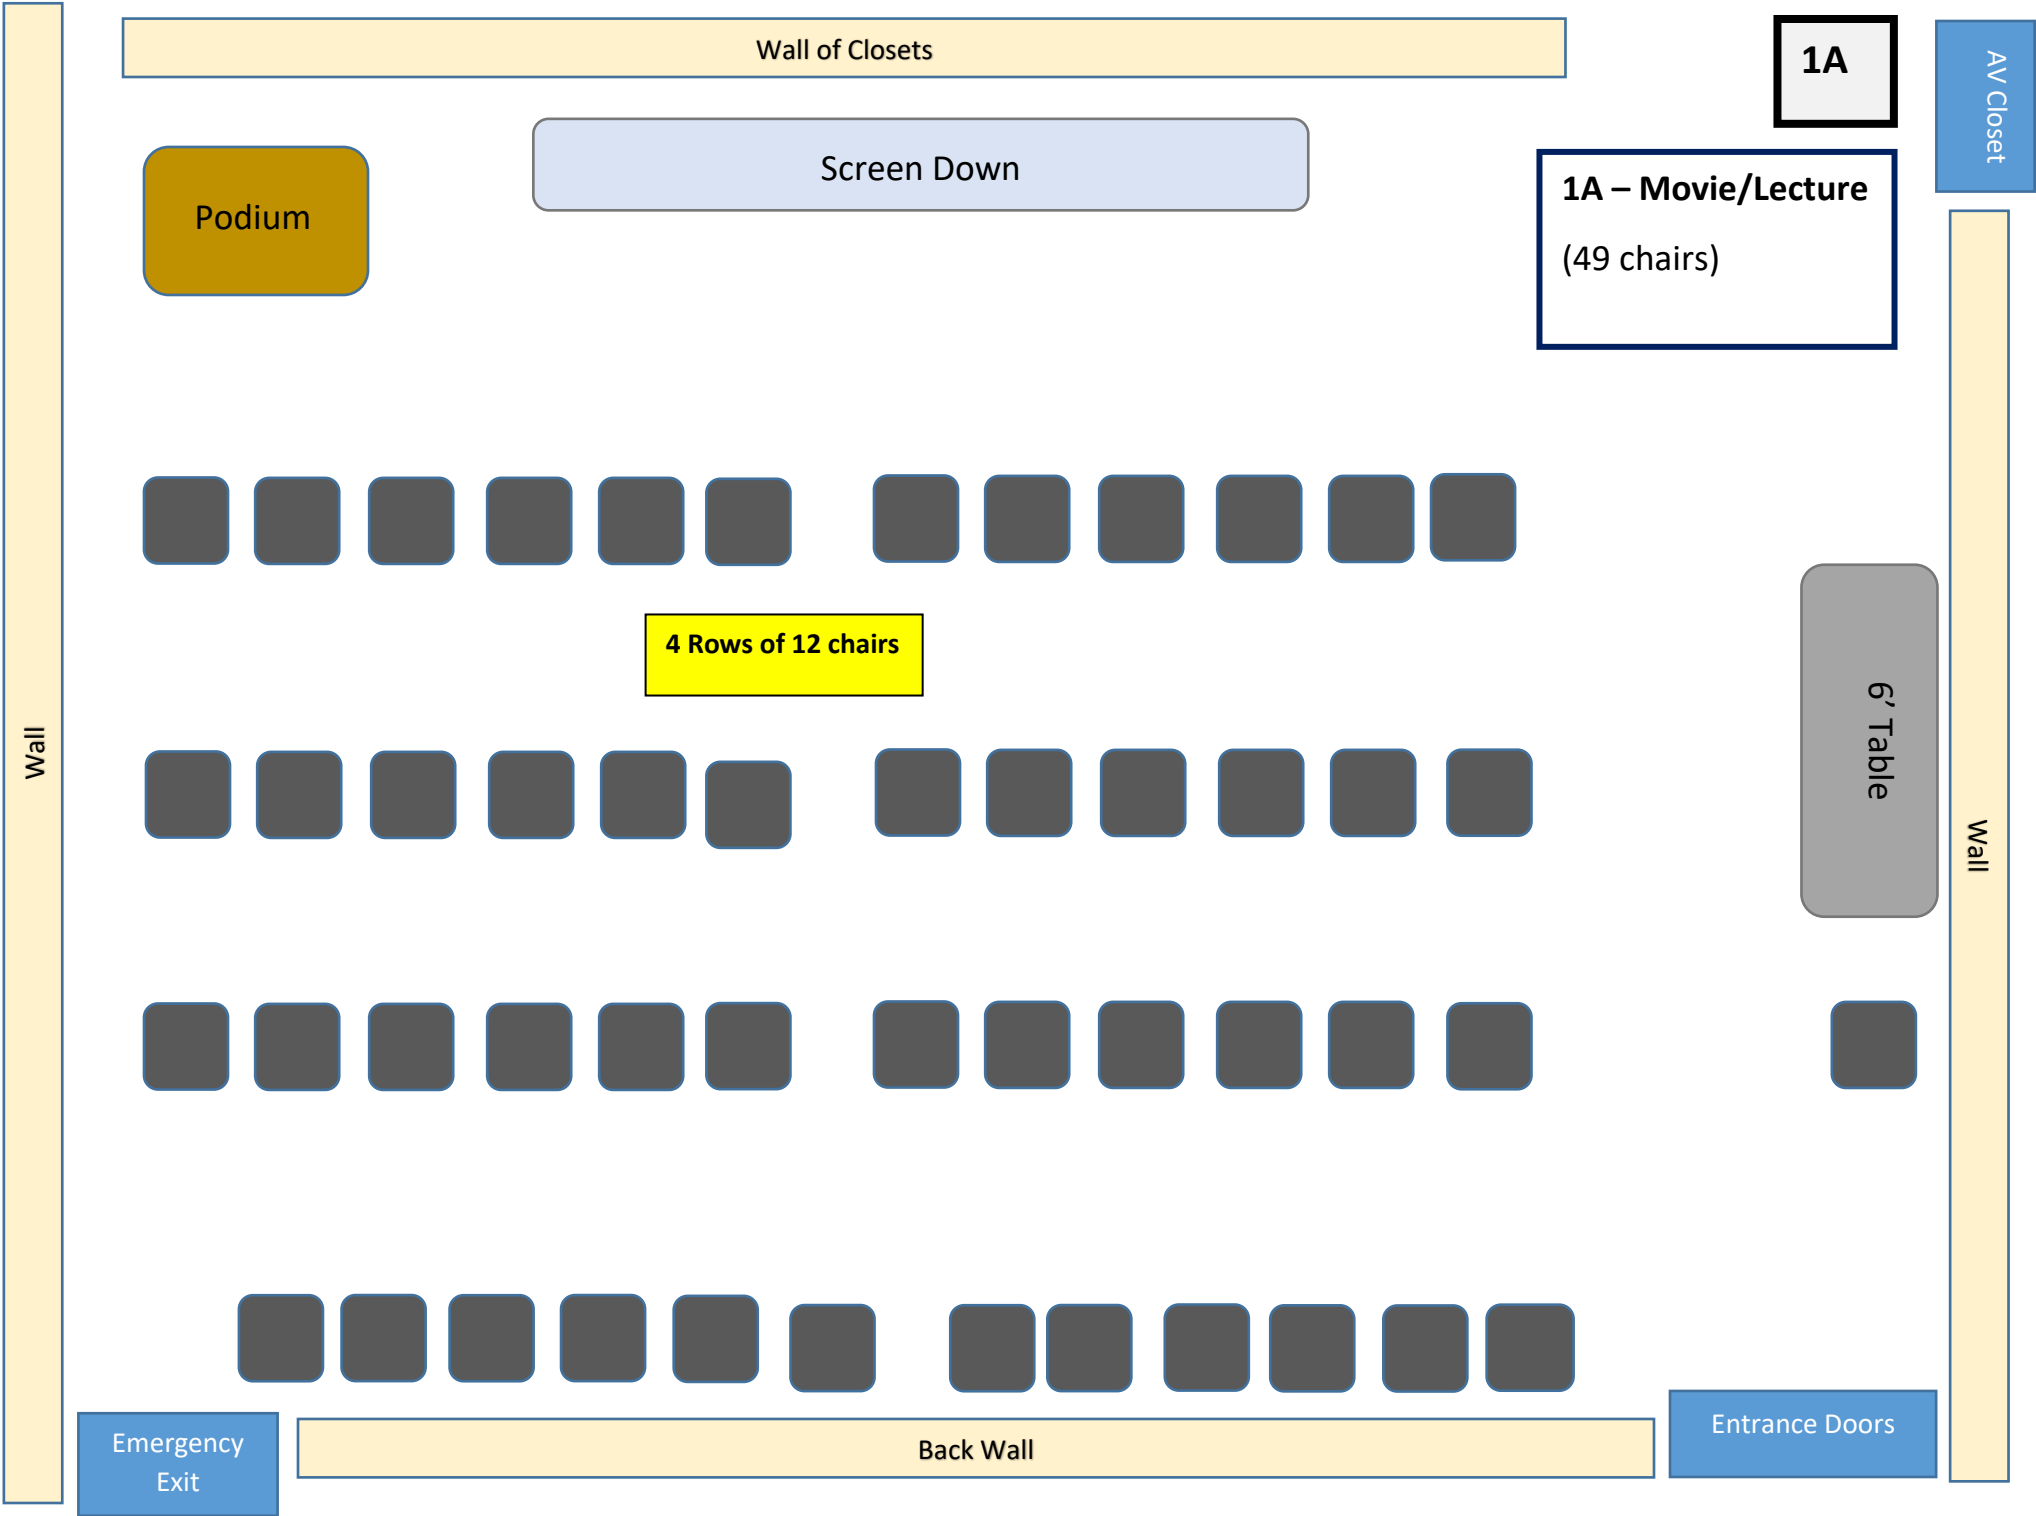 Wall of Closets
1A
AV Closet
Screen Down
Podium
1A – Movie/Lecture
(49 chairs)
4 Rows of 12 chairs
6’ Table
Wall
Wall
Entrance Doors
Emergency
Exit
Back Wall